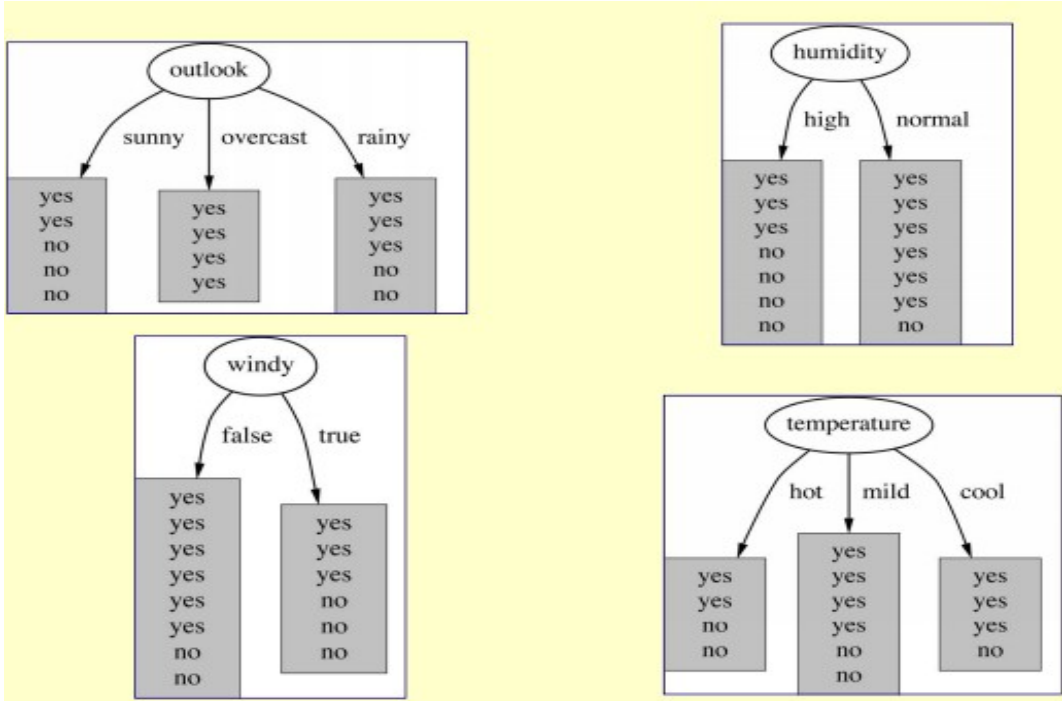 outlook
sunny overcast rainy
yes
yes
no
no
no
yes
yes
yes
yes
yes
yes
yes
no
no
humidity
high normal
yes
yes
yes
no
no
no
no
yes
yes
yes
yes
yes
yes
no
windy
false true
yes
yes
yes
yes
yes
yes
no
no
yes
yes
yes
no
no
no
temperature
hot mild cool
yes
yes
no
no
yes
yes
yes
yes
no
no
yes
yes
yes
no